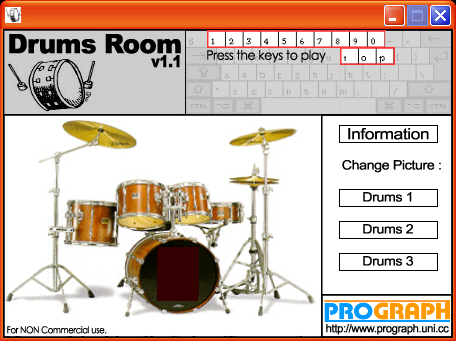 Drums Room
v1.1
1 2 3 4 5 6 7 8 9 0
Press the keys to play
i o p
Information
Change Picture :
Drums 1
Drums 2
Drums 3
For NON Commercial use.
PROGRAPH
http://www.prograph.uni.cc